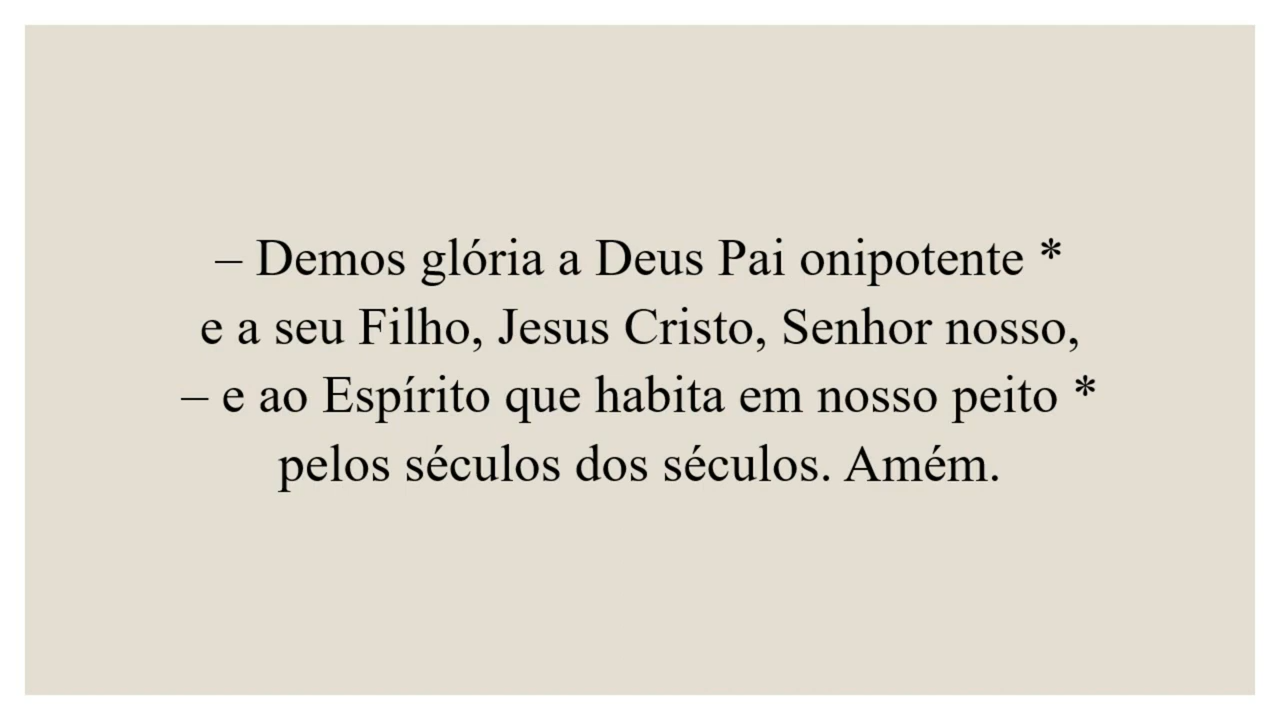 – Demos glória a Deus Pai onipotente *
e a seu Filho, Jesus Cristo, Senhor nosso,
– e ao Espírito que habita em nosso peito *
pelos séculos dos séculos. Amém.